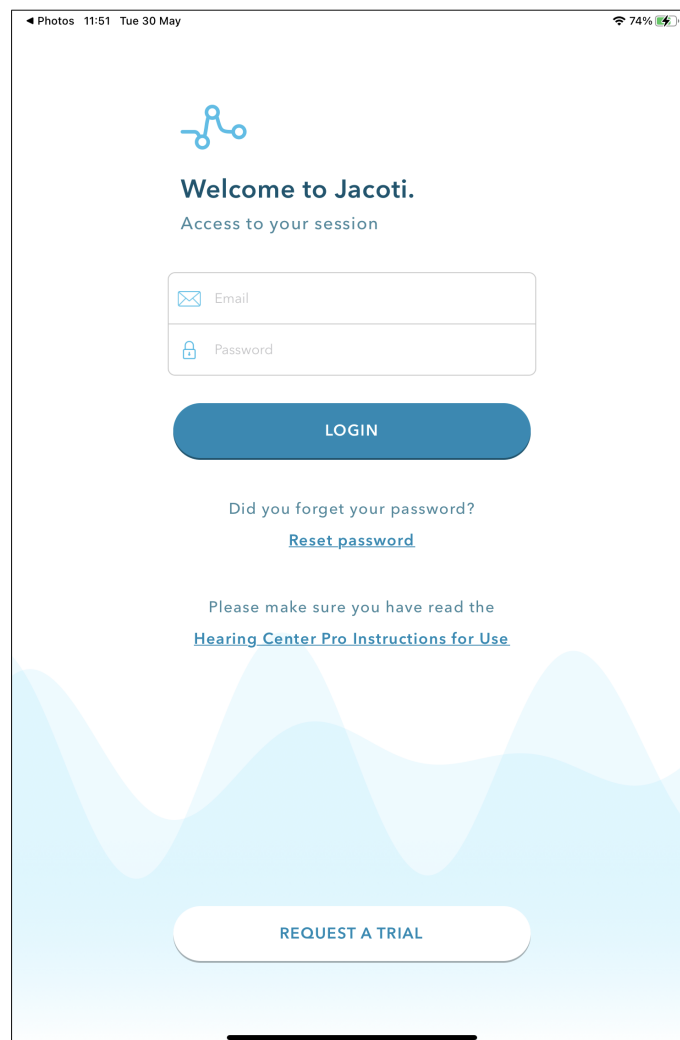 ◀ Photos 11:51 Tue 30 May 74%
Welcome to Jacoti.
Access to your session
Email
Password
LOGIN
Did you forget your password?
Reset password
Please make sure you have read the
Hearing Center Pro Instructions for Use
REQUEST A TRIAL